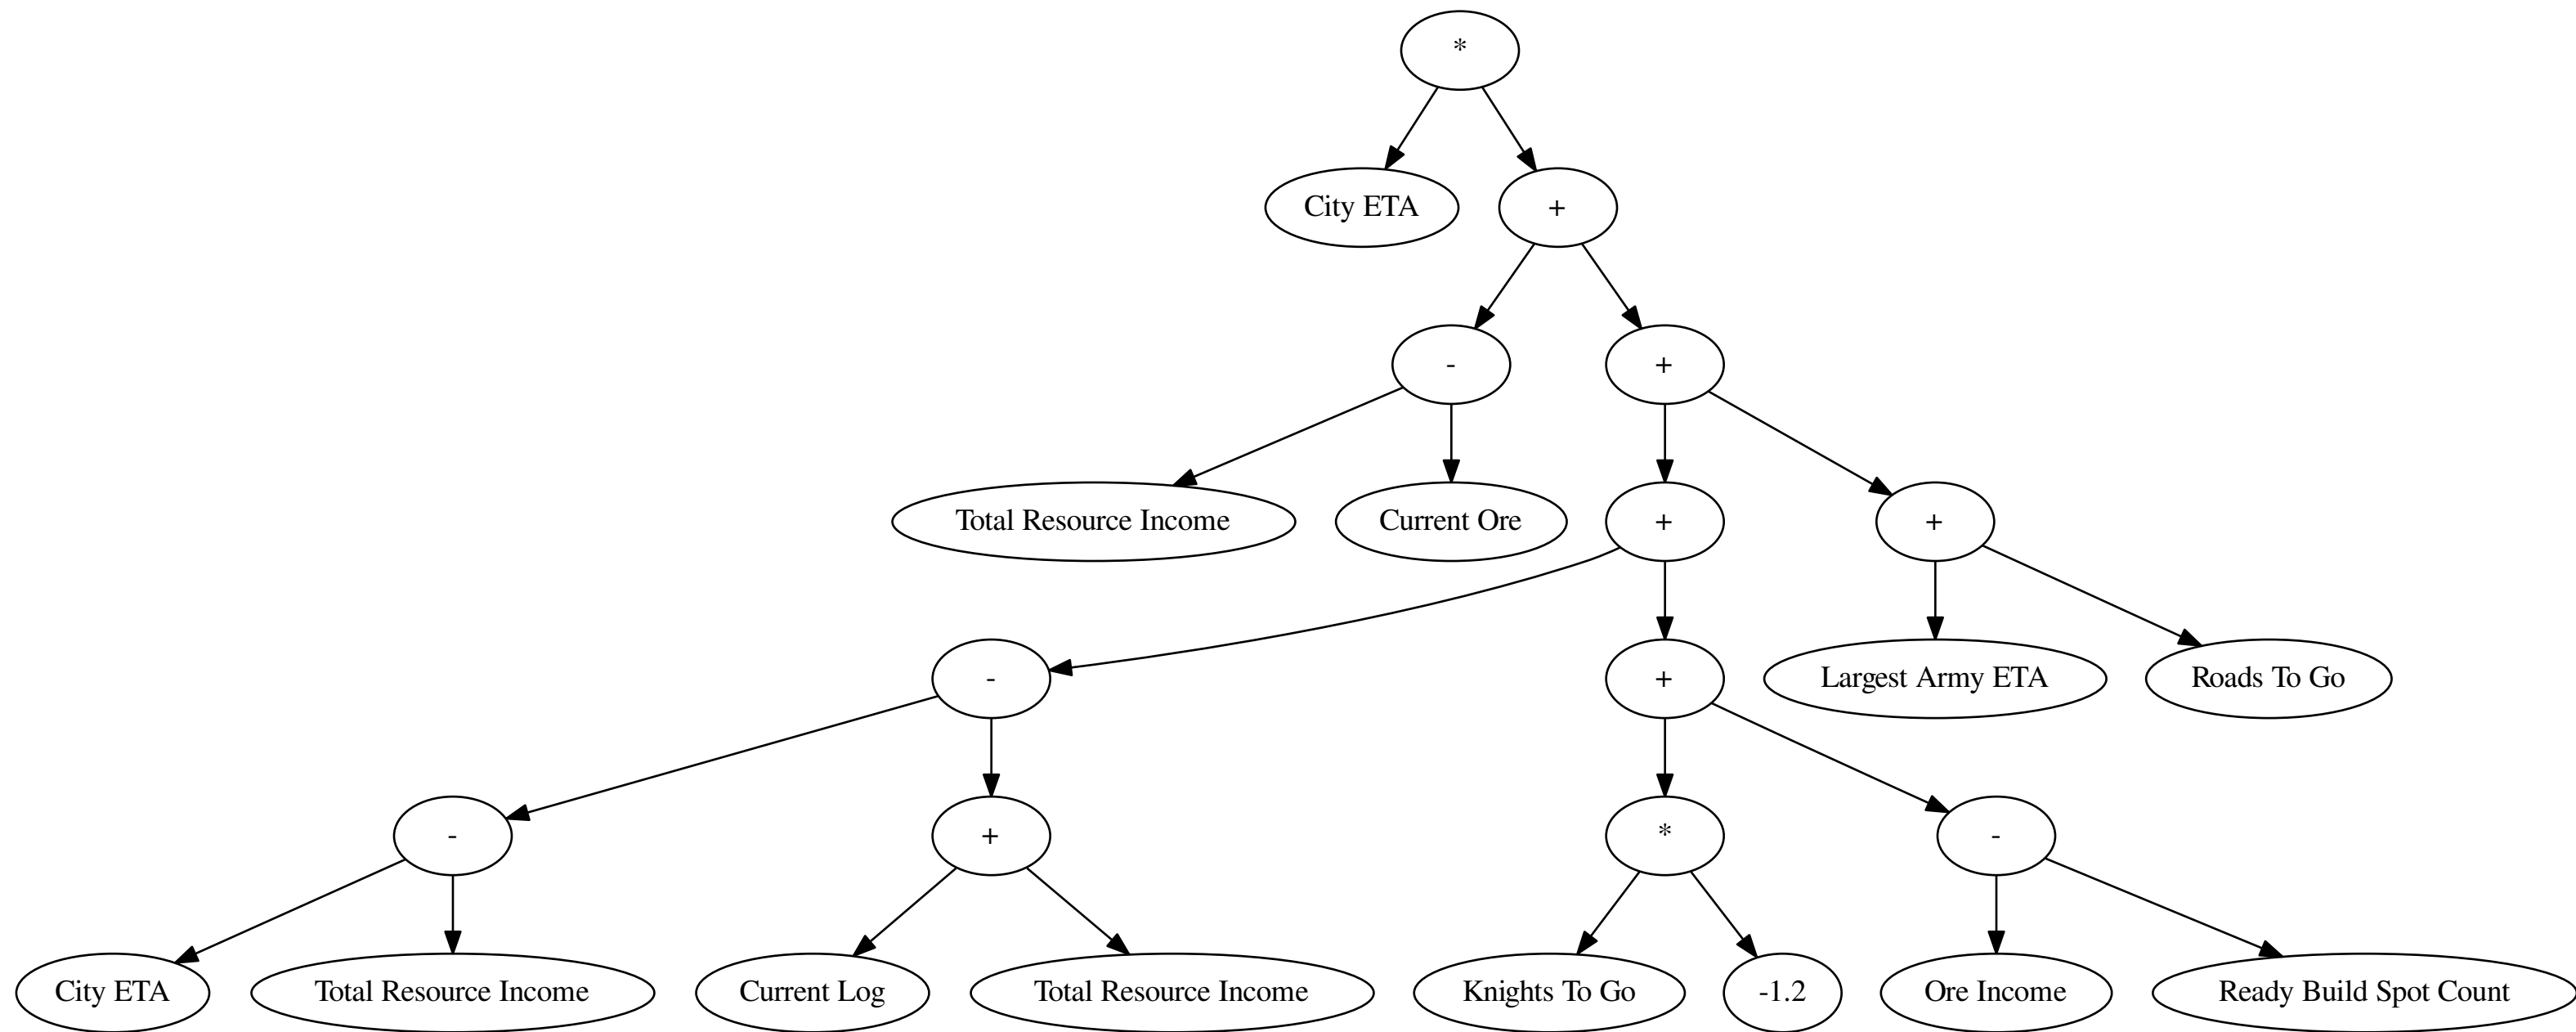 *
City ETA
+
-
+
Total Resource Income
Current Ore
+
+
-
+
Largest Army ETA
Roads To Go
-
+
*
-
City ETA
Total Resource Income
Current Log
Total Resource Income
Knights To Go
-1.2
Ore Income
Ready Build Spot Count